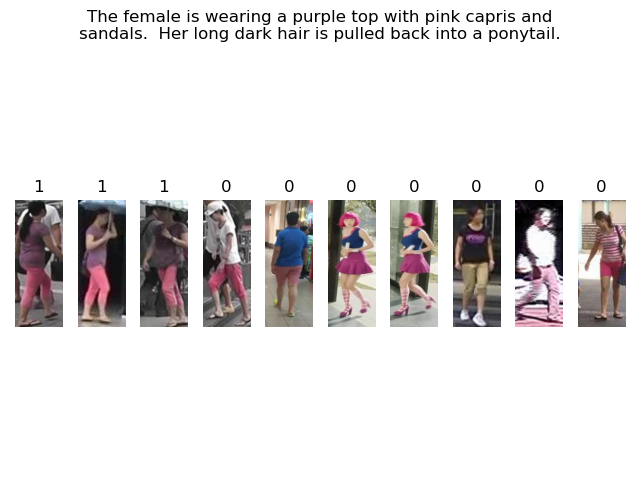 The female is wearing a purple top with pink capris and
sandals.  Her long dark hair is pulled back into a ponytail.
1 1 1 0 0 0 0 0 0 0